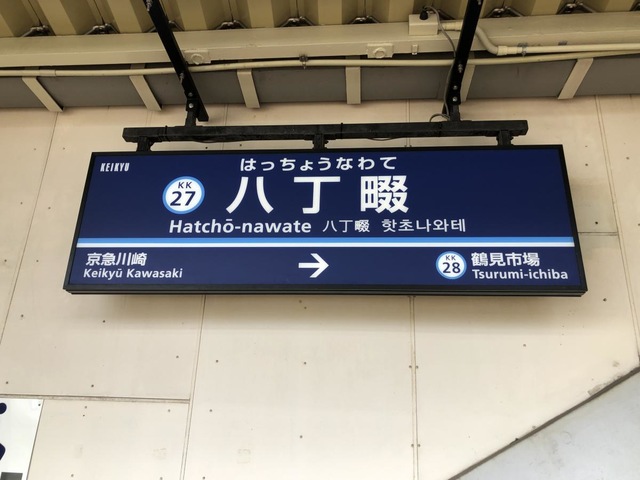 KEIKYU
はっちょうなわて
KK
27
八丁畷
Hatchō-nawate 八丁畷 핫초나와테
京急川崎
Keikyū Kawasaki
→
KK
28
鶴見市場
Tsurumi-ichiba